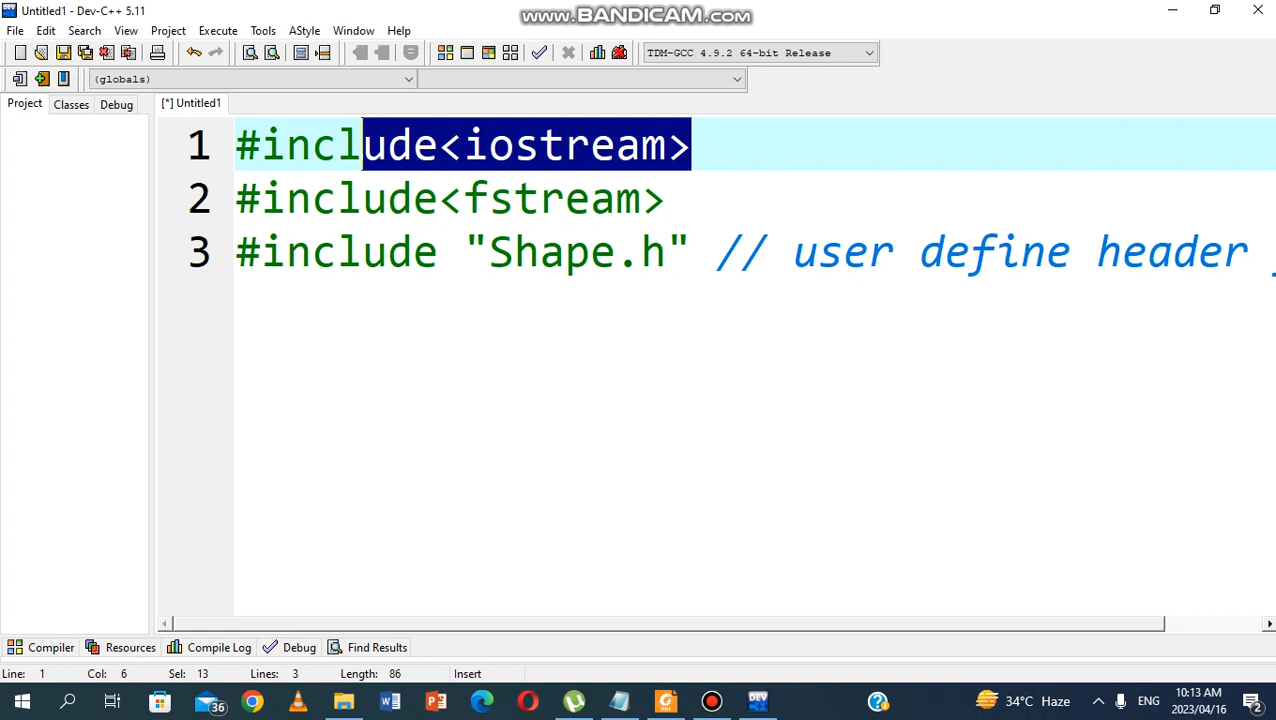 Untitled1 - Dev-C++ 5.11
www.BANDICAM.com
File Edit Search View Project Execute Tools AStyle Window Help
TDM-GCC 4.9.2 64-bit Release
(globals)
Project Classes Debug [*] Untitled1
1 #include<iostream>
2 #include<fstream>
3 #include "Shape.h" // user define header
Compiler Resources Compile Log Debug Find Results
Line: 1 Col: 6 Sel: 13 Lines: 3 Length: 86 Insert
36 34°C Haze ENG 10:13 AM
2023/04/16 2